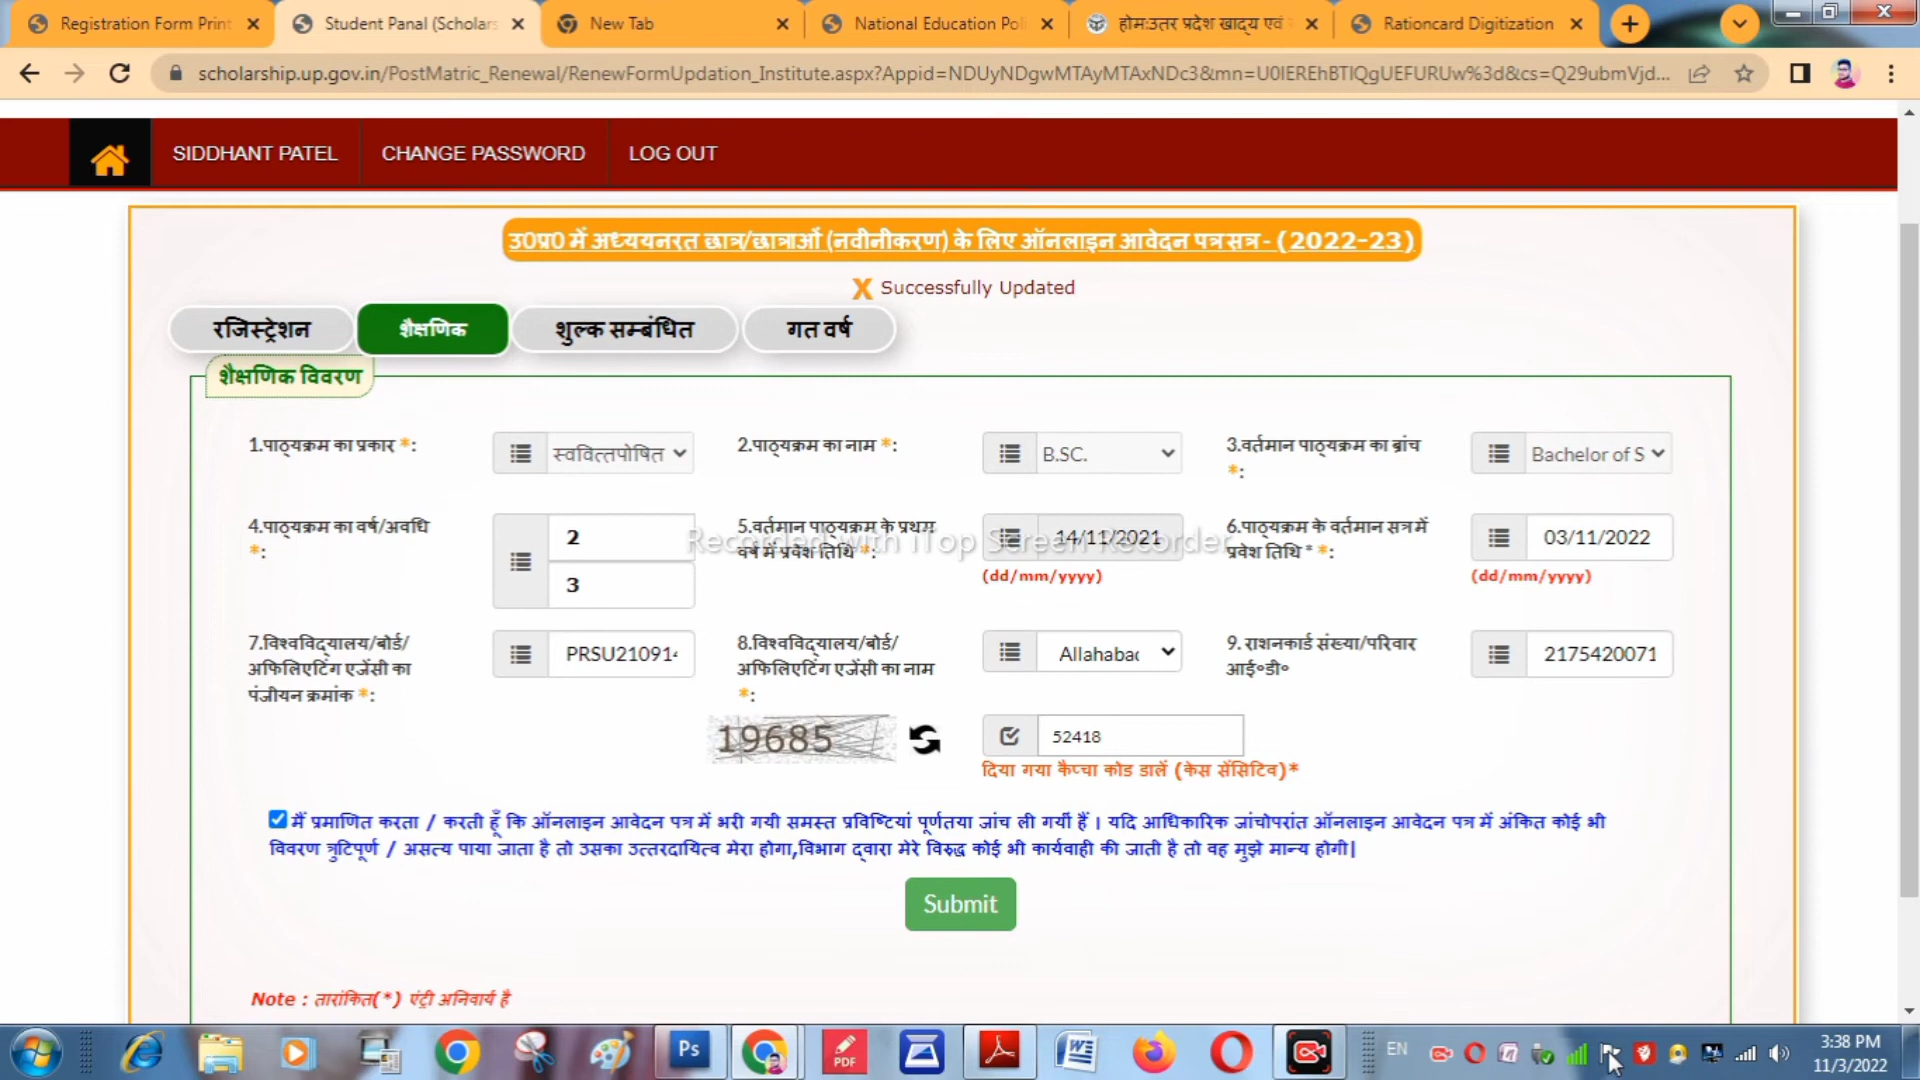 Registration Form Print
Student Panal (Scholars
New Tab
National Education Pol
होम:उतर प्रदेश खाद्य एवं
Rationcard Digitization
scholarship.up.gov.in/PostMatric_Renewal/RenewFormUpdation_Institute.aspx?Appid=NDUyNDgwMTAyMTAxNDc3&mn=U0lEREhBTlQgUEFURUw%3d&cs=Q29ubmVjd...
SIDDHANT PATEL
CHANGE PASSWORD
LOG OUT
उ0प्र0 में अध्ययनरत छात्र/छात्राओं (नवीनीकरण) के लिए ऑनलाइन आवेदन पत्र सत्र- (2022-23)
X Successfully Updated
रजिस्ट्रेशन
शैक्षणिक
शुल्क सम्बंधित
गत वर्ष
शैक्षणिक विवरण
1.पाठ्यक्रम का प्रकार *:
स्ववित्तपोषित
2.पाठ्यक्रम का नाम *:
B.SC.
3.वर्तमान पाठ्यक्रम का ब्रांच
*:
Bachelor of S
4.पाठ्यक्रम का वर्ष/अवधि
*:
2
3
5.वर्तमान पाठ्यक्रम के प्रथम
वर्ष में प्रवेश तिथि *:
14/11/2021
(dd/mm/yyyy)
6.पाठ्यक्रम के वर्तमान सत्र में
प्रवेश तिथि * *:
03/11/2022
(dd/mm/yyyy)
Recorded with iTop Screen Recorder
7.विश्वविद्यालय/बोर्ड/
अफिलिएटिंग एजेंसी का
पंजीयन क्रमांक *:
PRSU21091
8.विश्वविद्यालय/बोर्ड/
अफिलिएटिंग एजेंसी का नाम
*:
Allahabad
9. राशनकार्ड संख्या/परिवार
आई०डी०
2175420071
19685
52418
दिया गया कैप्चा कोड डालें (केस सेंसिटिव)*
मैं प्रमाणित करता / करती हूँ कि ऑनलाइन आवेदन पत्र में भरी गयी समस्त प्रविष्टियां पूर्णतया जांच ली गयीं हैं । यदि आधिकारिक जांचोपरांत ऑनलाइन आवेदन पत्र में अंकित कोई भी
विवरण त्रुटिपूर्ण / असत्य पाया जाता है तो उसका उत्तरदायित्व मेरा होगा,विभाग द्वारा मेरे विरुद्ध कोई भी कार्यवाही की जाती है तो वह मुझे मान्य होगी|
Submit
Note : तारांकित(*) एंट्री अनिवार्य है
Ps
PDF
EN
3:38 PM
11/3/2022